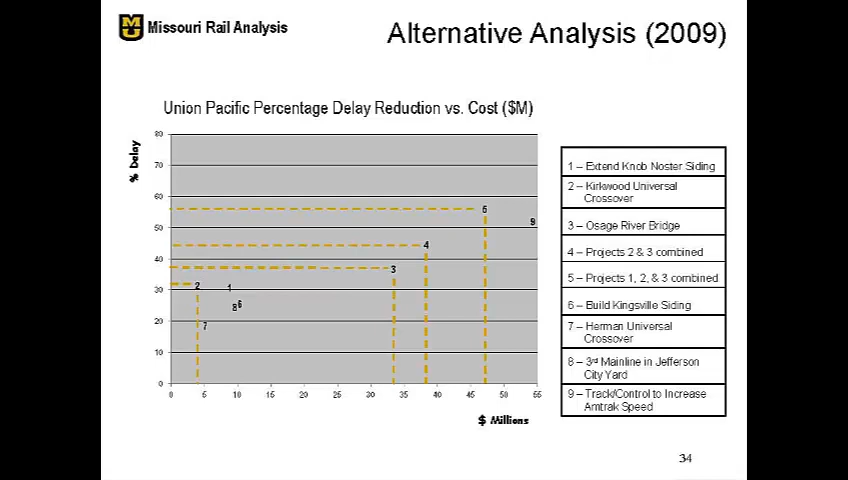 MU
Missouri Rail Analysis
Alternative Analysis (2009)
Union Pacific Percentage Delay Reduction vs. Cost ($M)
% Delay
80
70
60
50
40
30
20
10
0
0 5 10 15 20 25 30 35 40 45 50 55
$ Millions
5
9
4
3
2
1
8
6
7
1 – Extend Knob Noster Siding
2 – Kirkwood Universal
Crossover
3 – Osage River Bridge
4 – Projects 2 & 3 combined
5 – Projects 1, 2, & 3 combined
6 – Build Kingsville Siding
7 – Herman Universal
Crossover
8 – 3rd Mainline in Jefferson
City Yard
9 – Track/Control to Increase
Amtrak Speed
34